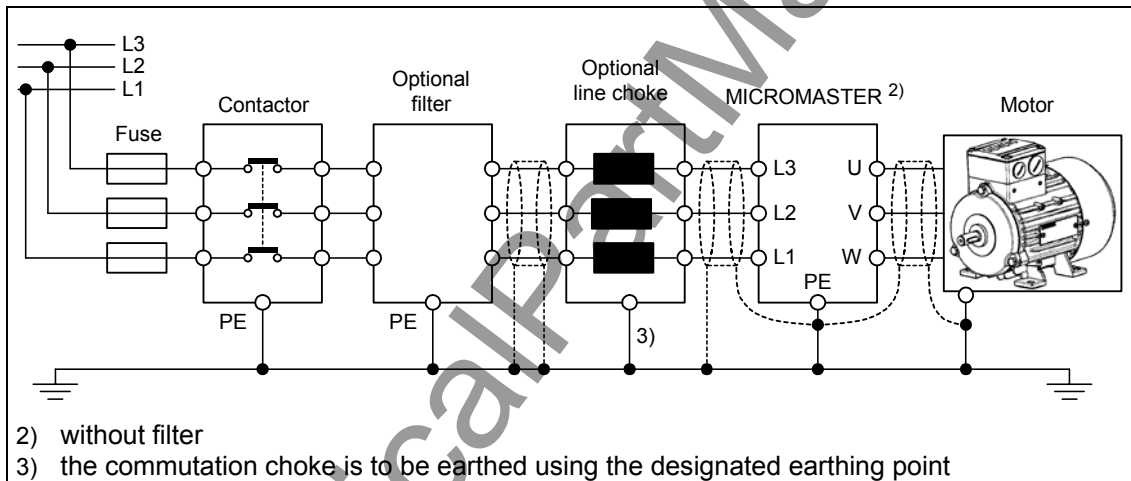 L3
L2
L1
Fuse
Contactor
Optional
filter
Optional
line choke
MICROMASTER 2)
Motor
L3
L2
L1
U
V
W
PE
PE
PE
3)
2) without filter
3) the commutation choke is to be earthed using the designated earthing point